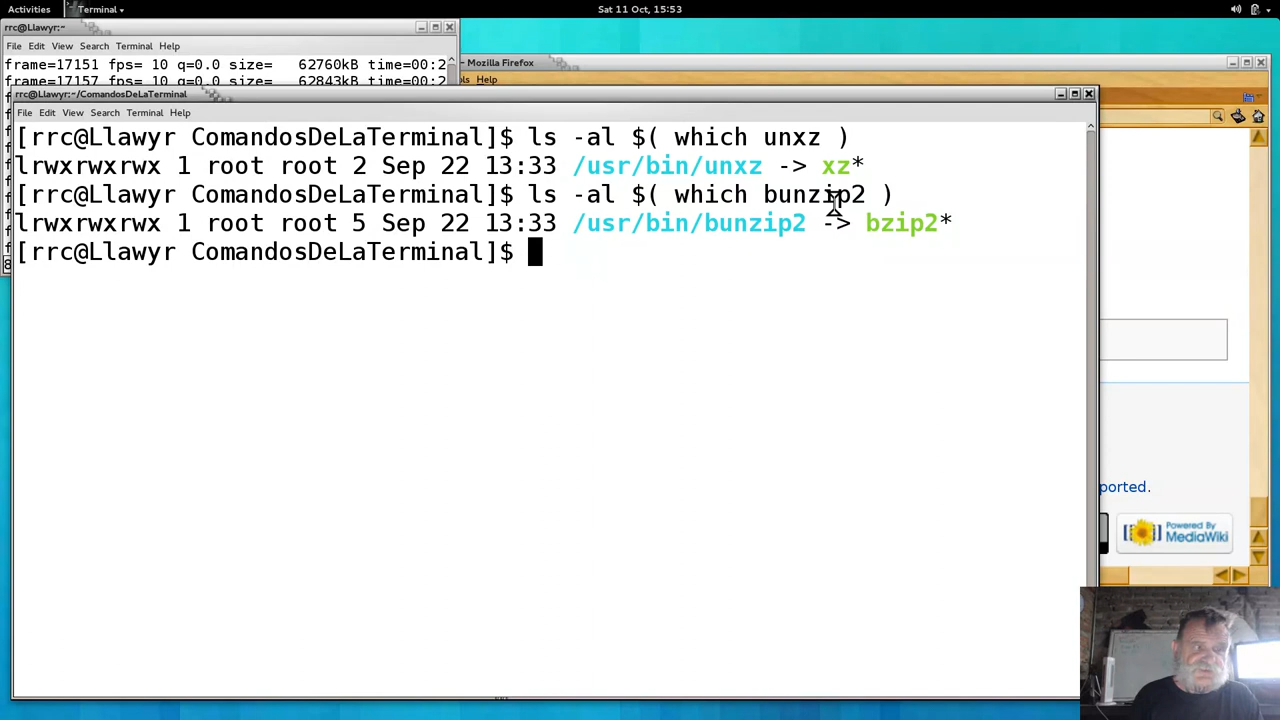 Activities Terminal Sat 11 Oct, 15:53
rrc@Llawyr:~
File Edit View Search Terminal Help
frame=17151 fps= 10 q=0.0 size= 62760kB time=00:2
frame=17157 fps= 10 q=0.0 size= 62843kB time=00:2
- Mozilla Firefox
ols Help
rrc@Llawyr:~/ComandosDeLaTerminal
File Edit View Search Terminal Help
[rrc@Llawyr ComandosDeLaTerminal]$ ls -al $( which unxz )
lrwxrwxrwx 1 root root 2 Sep 22 13:33 /usr/bin/unxz -> xz*
[rrc@Llawyr ComandosDeLaTerminal]$ ls -al $( which bunzip2 )
lrwxrwxrwx 1 root root 5 Sep 22 13:33 /usr/bin/bunzip2 -> bzip2*
[rrc@Llawyr ComandosDeLaTerminal]$
ported.
Powered By
MediaWiki